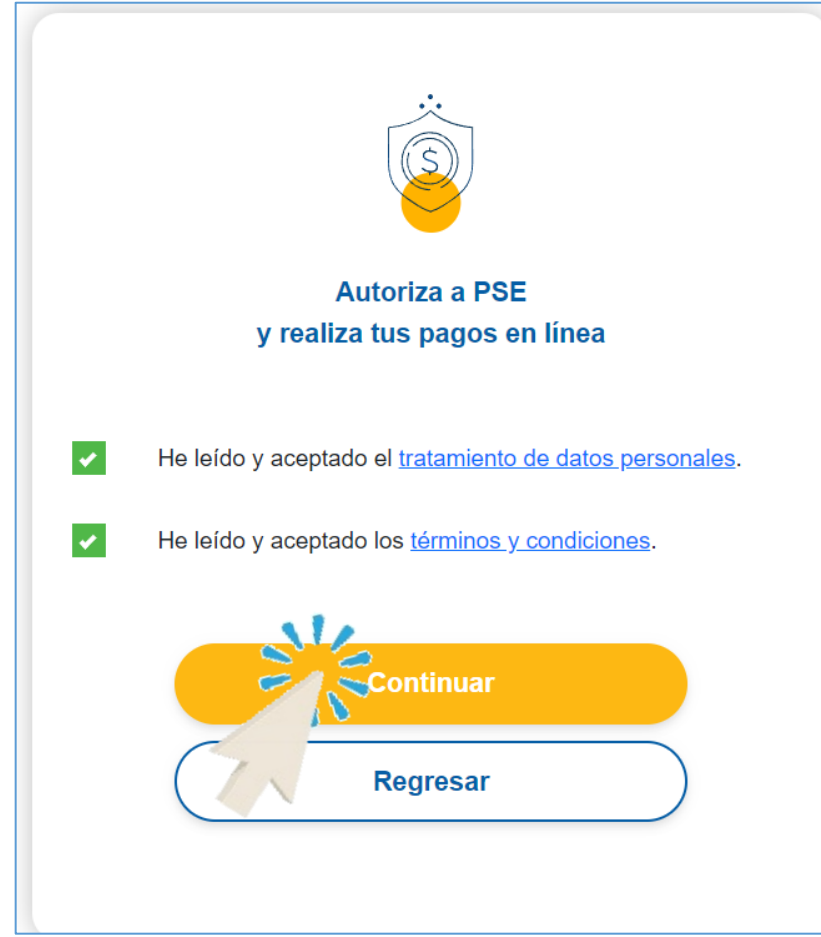 Autoriza a PSE
y realiza tus pagos en línea
He leído y aceptado el tratamiento de datos personales.
He leído y aceptado los términos y condiciones.
Continuar
Regresar